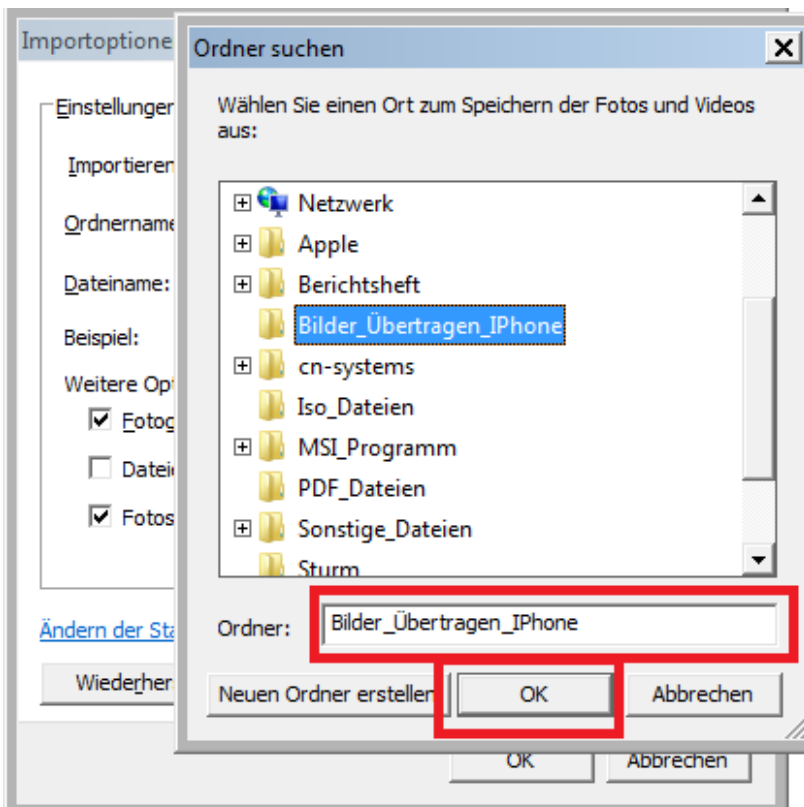 Importoptione
Ordner suchen
Wählen Sie einen Ort zum Speichern der Fotos und Videos
aus:
Einstellunger
Importieren
Ordnername
Dateiname:
Beispiel:
Weitere Opt
Fotog
Datei
Fotos
Netzwerk
Apple
Berichtsheft
Bilder_Übertragen_IPhone
cn-systems
Iso_Dateien
MSI_Programm
PDF_Dateien
Sonstige_Dateien
Sturm
Ändern der Sta
Ordner: Bilder_Übertragen_IPhone
Wiederher
Neuen Ordner erstellen OK Abbrechen
OK Abbrechen